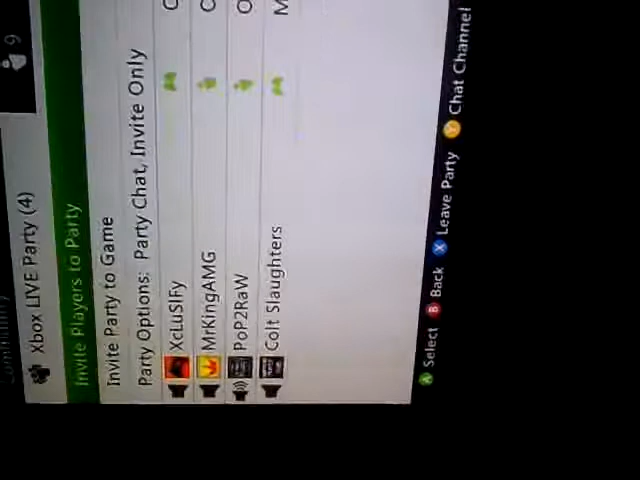 9
Xbox LIVE Party (4)
Invite Players to Party
Invite Party to Game
Party Options: Party Chat, Invite Only
XcLuSIFy
MrKingAMG
PoP2RaW
Colt Slaughters
A Select B Back X Leave Party Y Chat Channel